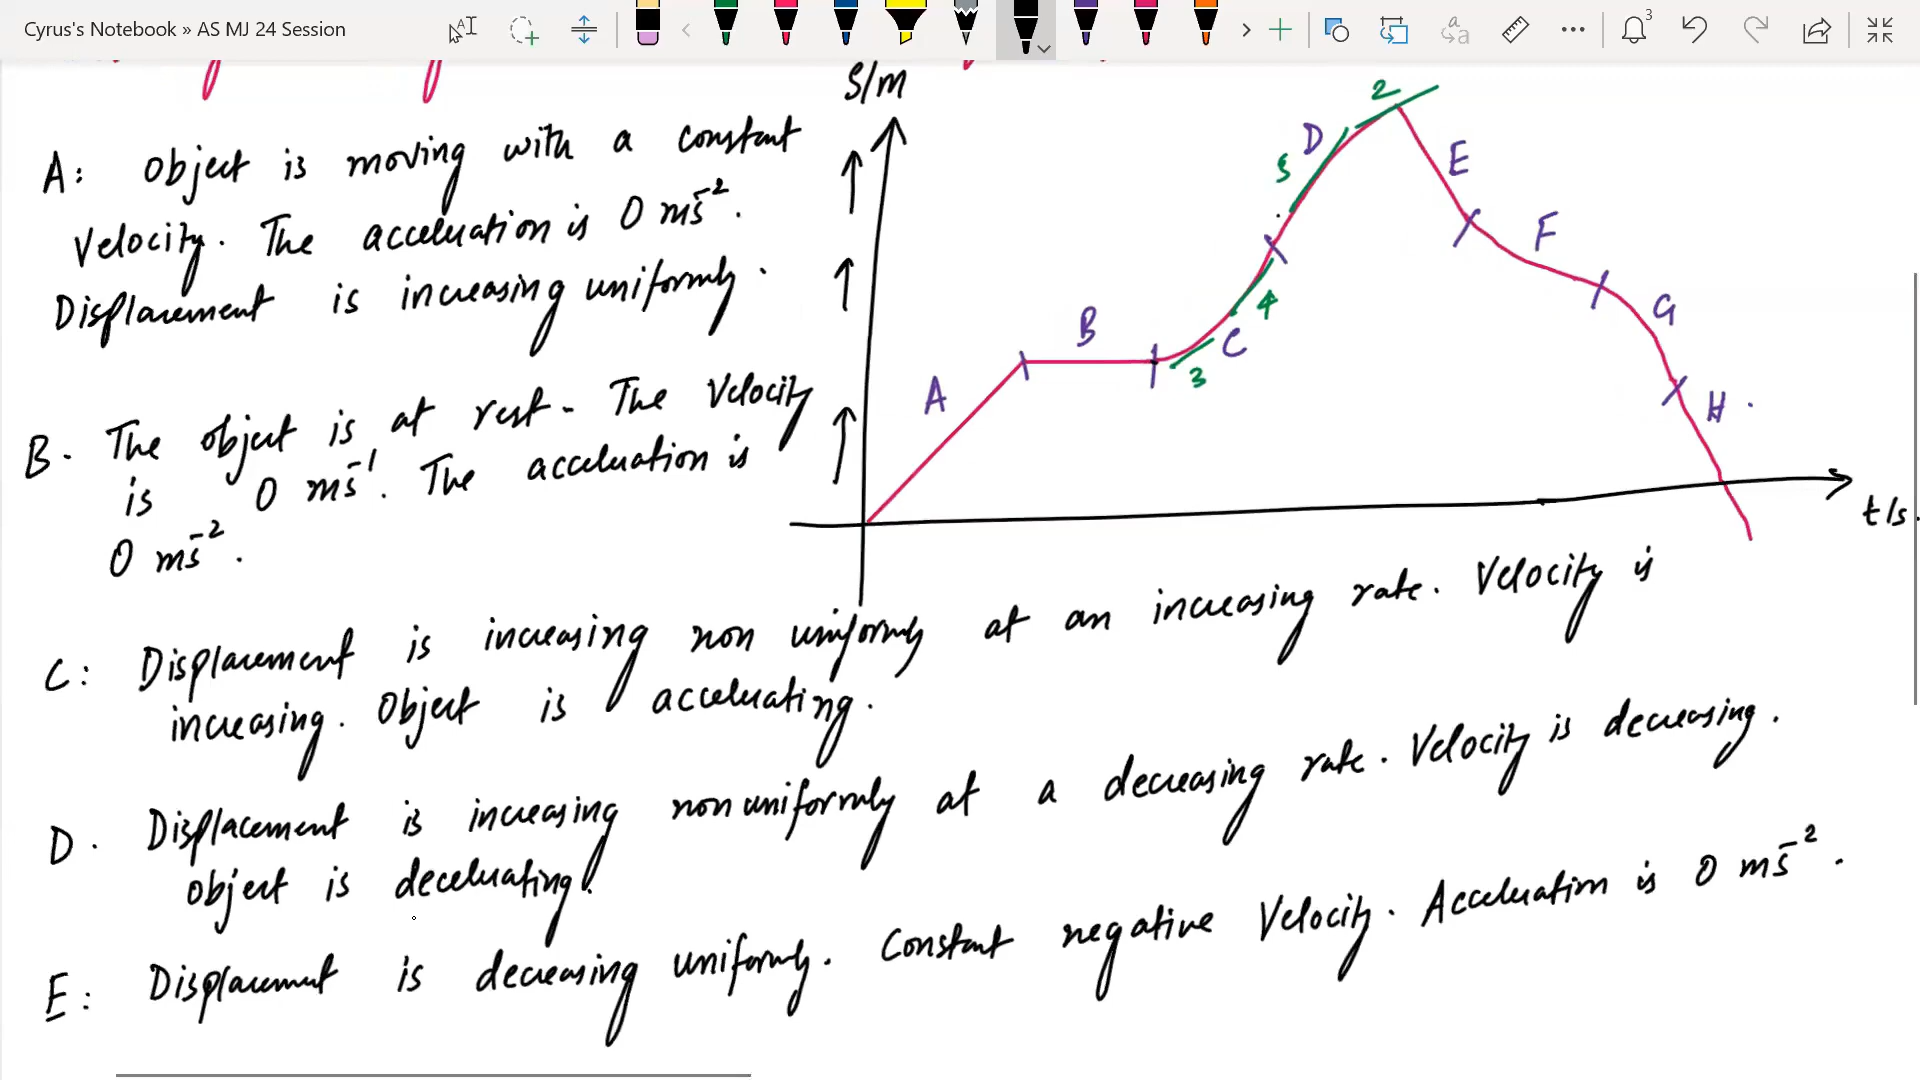 Cyrus's Notebook » AS MJ 24 Session
3
S/m
A: Object is moving with a constant
Velocity. The acceleration is 0 ms⁻².
Displacement is increasing uniformly.
B. The object is at rest. The Velocity
is 0 ms⁻¹. The acceleration is
0 ms⁻².
2
D
5
E
F
4
C
3
B
G
A
H
t/s
C: Displacement is increasing non uniformly at an increasing rate. Velocity is
increasing. Object is accelerating.
D. Displacement is increasing nonuniformly at a decreasing rate. Velocity is decreasing.
Object is decelerating.
E: Displacement is decreasing uniformly. Constant negative Velocity. Acceleration is 0 ms⁻².